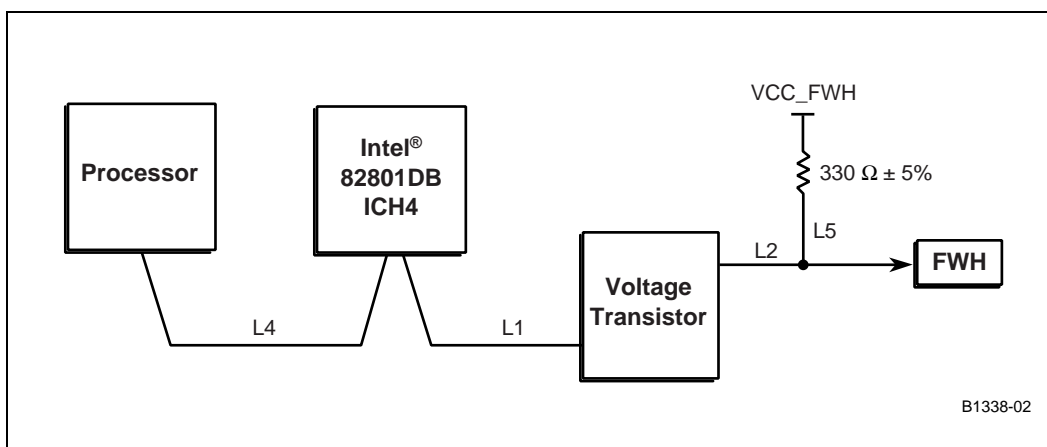 VCC_FWH
Processor
Intel®
82801DB
ICH4
330 Ω ± 5%
L5
L2
FWH
Voltage
Transistor
L4
L1
B1338-02